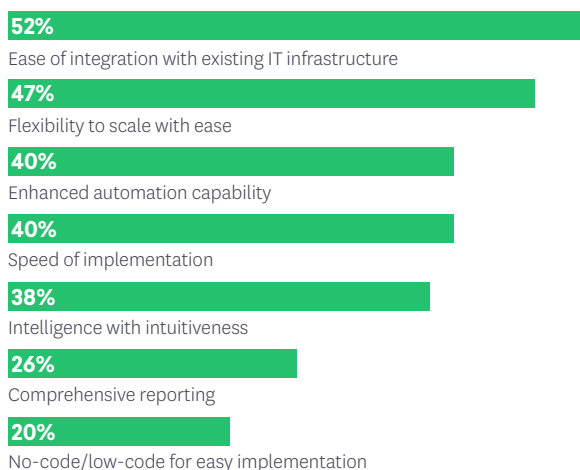 52%
Ease of integration with existing IT infrastructure
47%
Flexibility to scale with ease
40%
Enhanced automation capability
40%
Speed of implementation
38%
Intelligence with intuitiveness
26%
Comprehensive reporting
20%
No-code/low-code for easy implementation